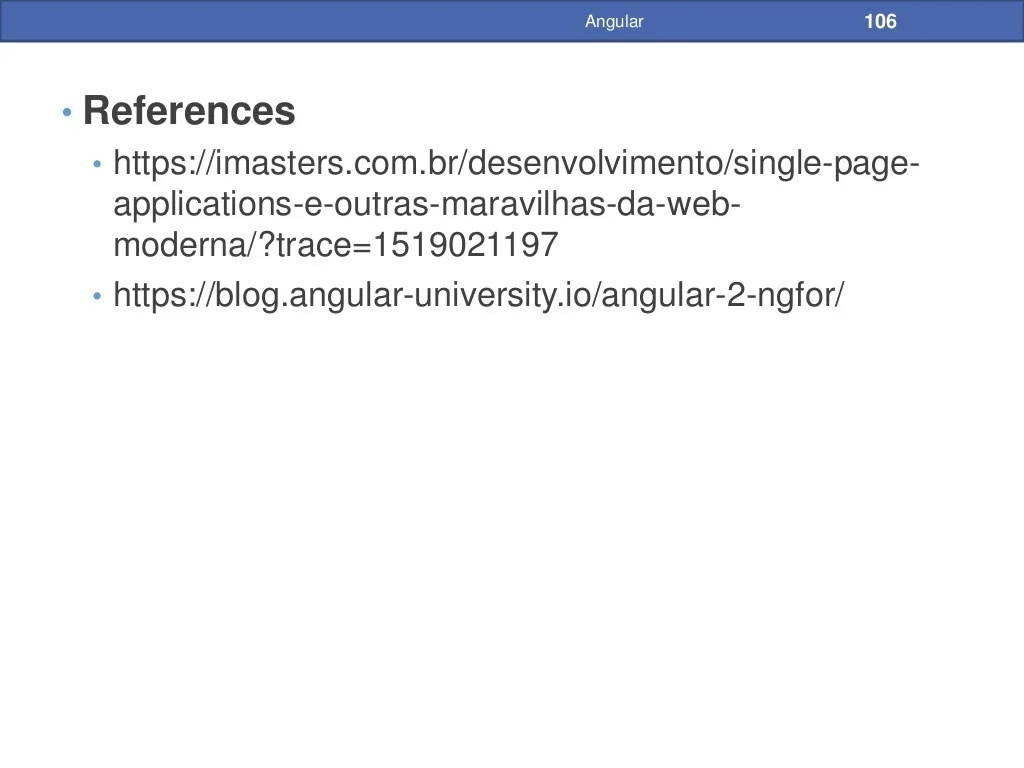 Angular 106
• References
• https://imasters.com.br/desenvolvimento/single-page-
applications-e-outras-maravilhas-da-web-
moderna/?trace=1519021197
• https://blog.angular-university.io/angular-2-ngfor/